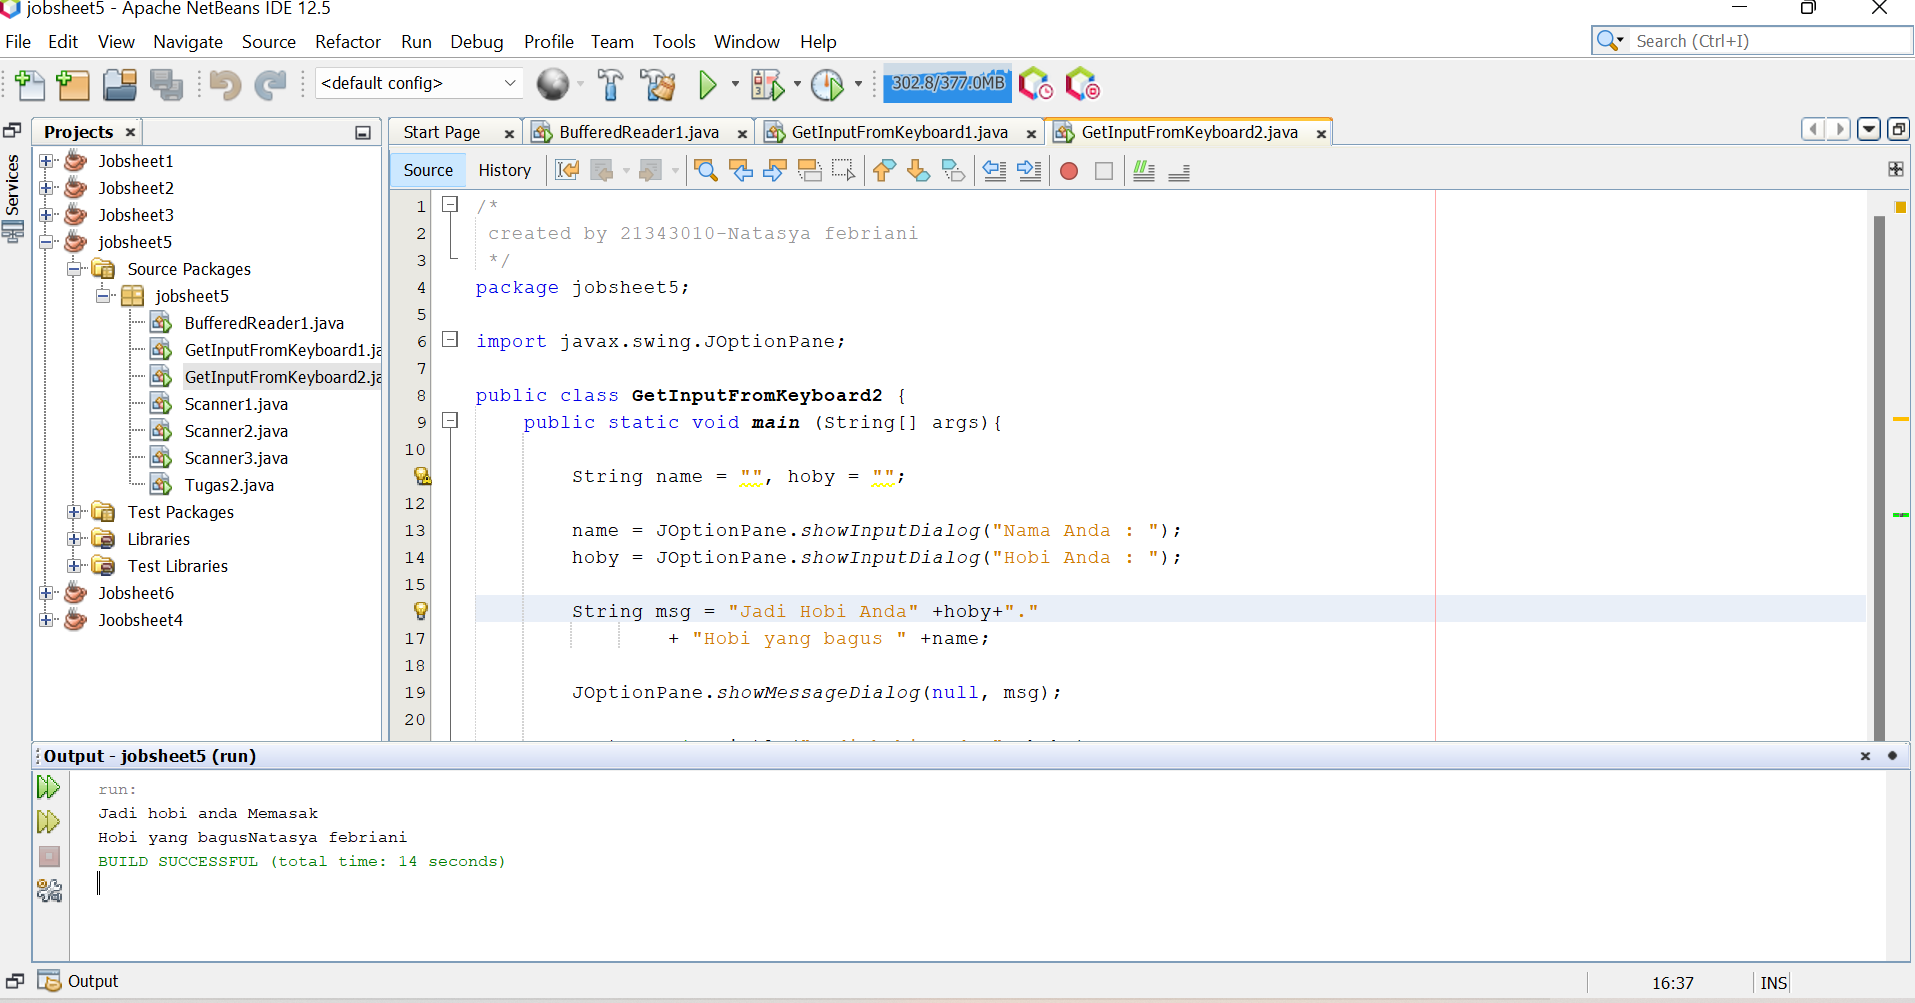 jobsheet5 - Apache NetBeans IDE 12.5
File Edit View Navigate Source Refactor Run Debug Profile Team Tools Window Help
Search (Ctrl+I)
<default config>
302.8/377.0MB
Services
Projects
Jobsheet1
Jobsheet2
Jobsheet3
jobsheet5
Source Packages
jobsheet5
BufferedReader1.java
GetInputFromKeyboard1.ja
GetInputFromKeyboard2.ja
Scanner1.java
Scanner2.java
Scanner3.java
Tugas2.java
Test Packages
Libraries
Test Libraries
Jobsheet6
Joobsheet4
Start Page BufferedReader1.java GetInputFromKeyboard1.java GetInputFromKeyboard2.java
Source History
1 /*
2 created by 21343010-Natasya febriani
3 */
4 package jobsheet5;
5
6 import javax.swing.JOptionPane;
7
8 public class GetInputFromKeyboard2 {
9 public static void main (String[] args){
10
String name = "", hoby = "";
12
13 name = JOptionPane.showInputDialog("Nama Anda : ");
14 hoby = JOptionPane.showInputDialog("Hobi Anda : ");
15
String msg = "Jadi Hobi Anda" +hoby+"."
17 + "Hobi yang bagus " +name;
18
19 JOptionPane.showMessageDialog(null, msg);
20
Output - jobsheet5 (run)
run:
Jadi hobi anda Memasak
Hobi yang bagusNatasya febriani
BUILD SUCCESSFUL (total time: 14 seconds)
Output
16:37 INS